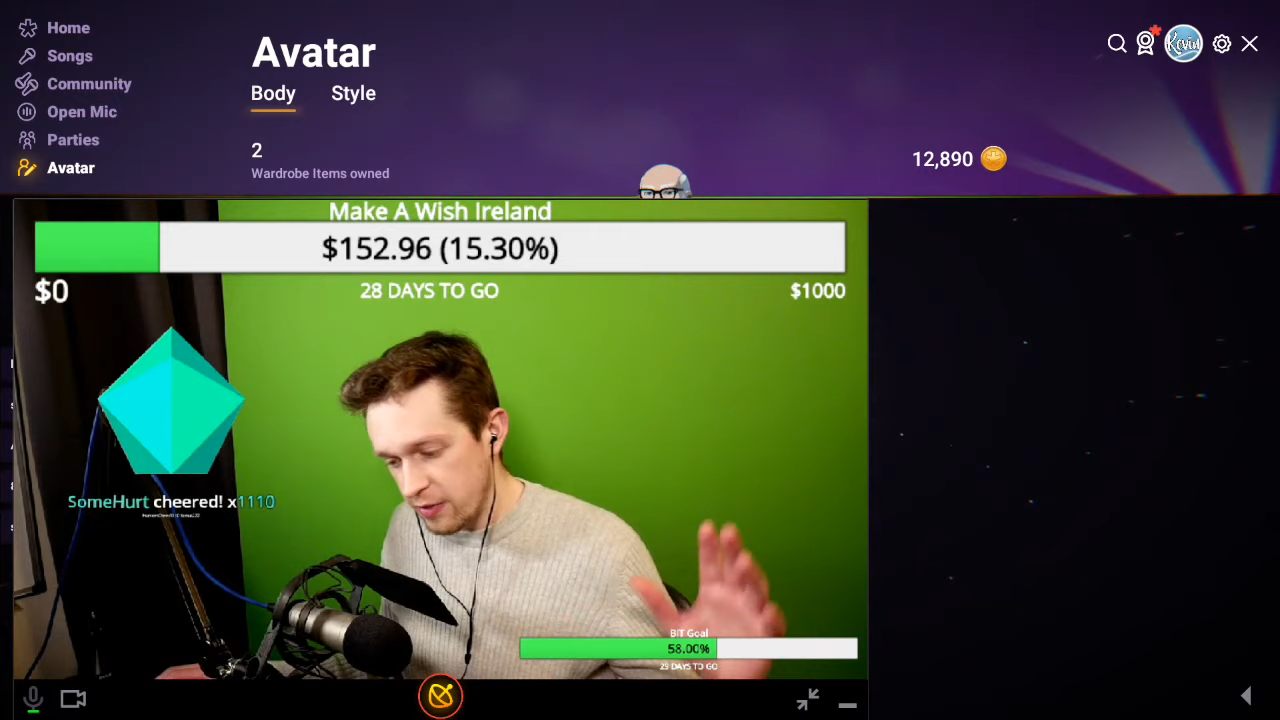 Home
Songs
Community
Open Mic
Parties
Avatar
Avatar
Body Style
2
Wardrobe Items owned
Kevin
12,890
Make A Wish Ireland
$152.96 (15.30%)
$0 28 DAYS TO GO $1000
SomeHurt cheered! x1110
BIT Goal
58.00%
29 DAYS TO GO